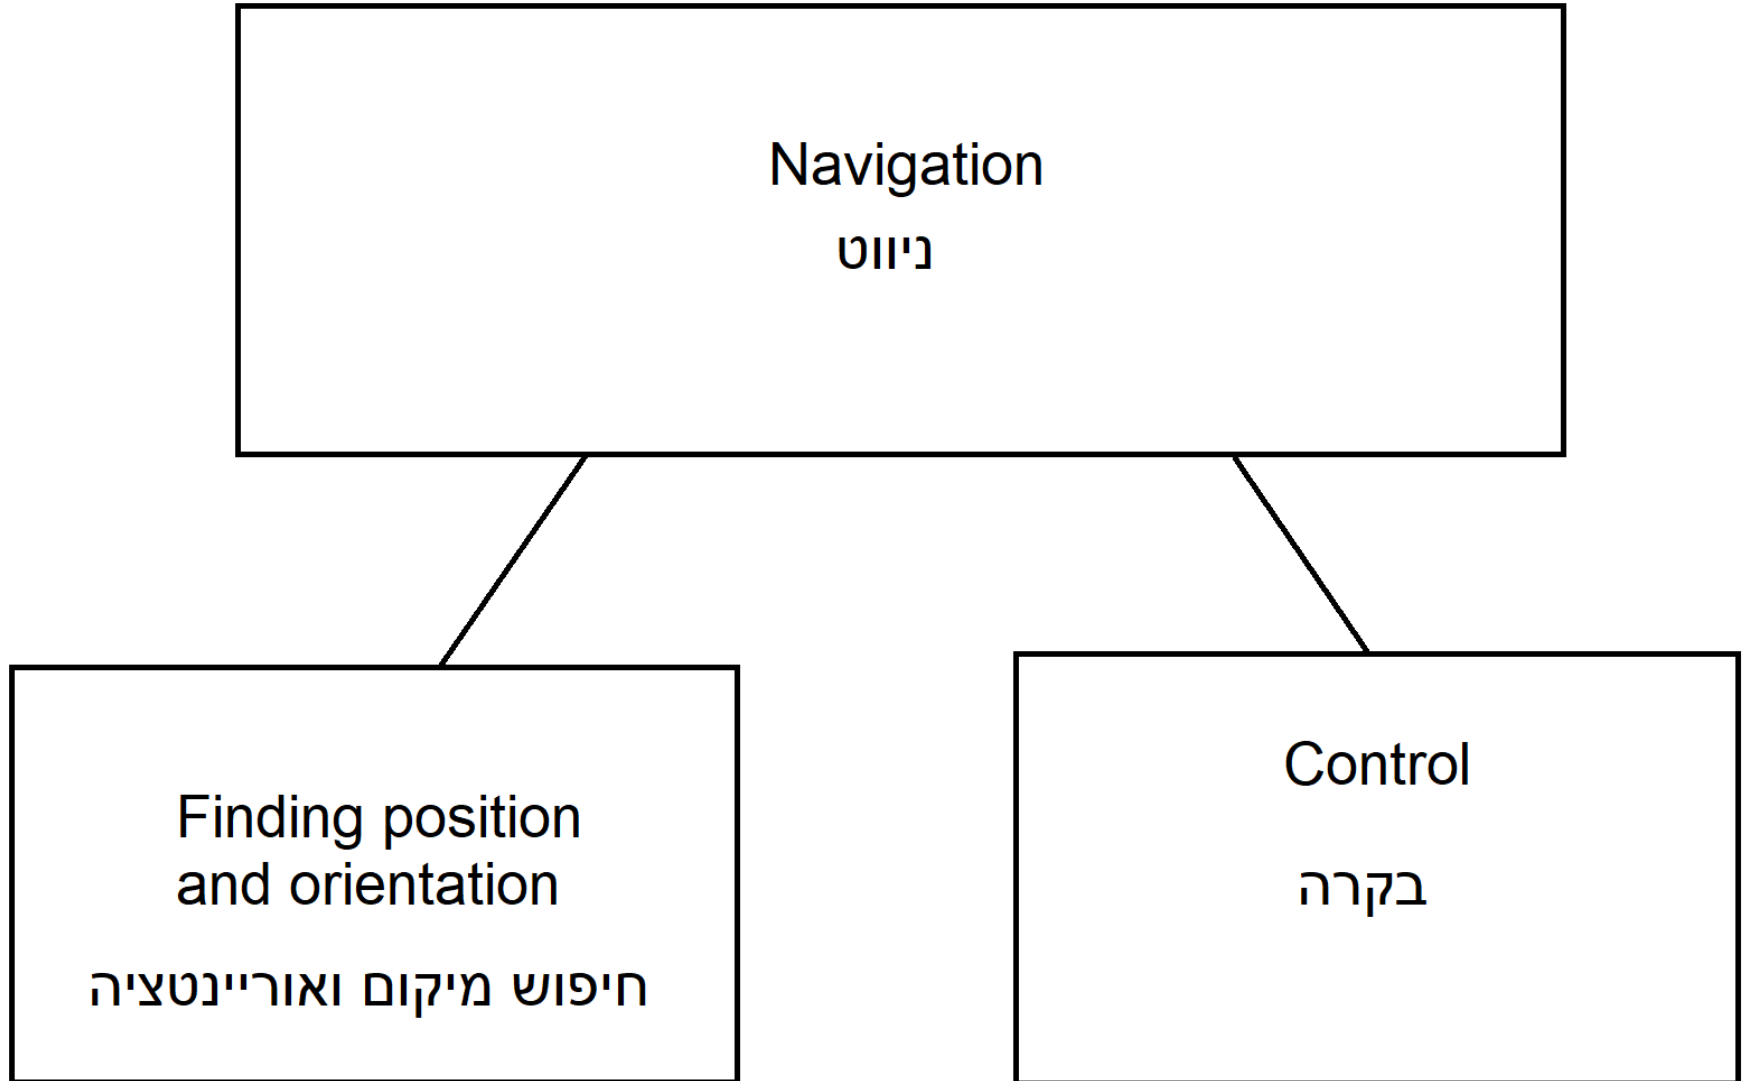 Navigation
ניווט
Finding position
and orientation
חיפוש מיקום ואוריינטציה
Control
בקרה